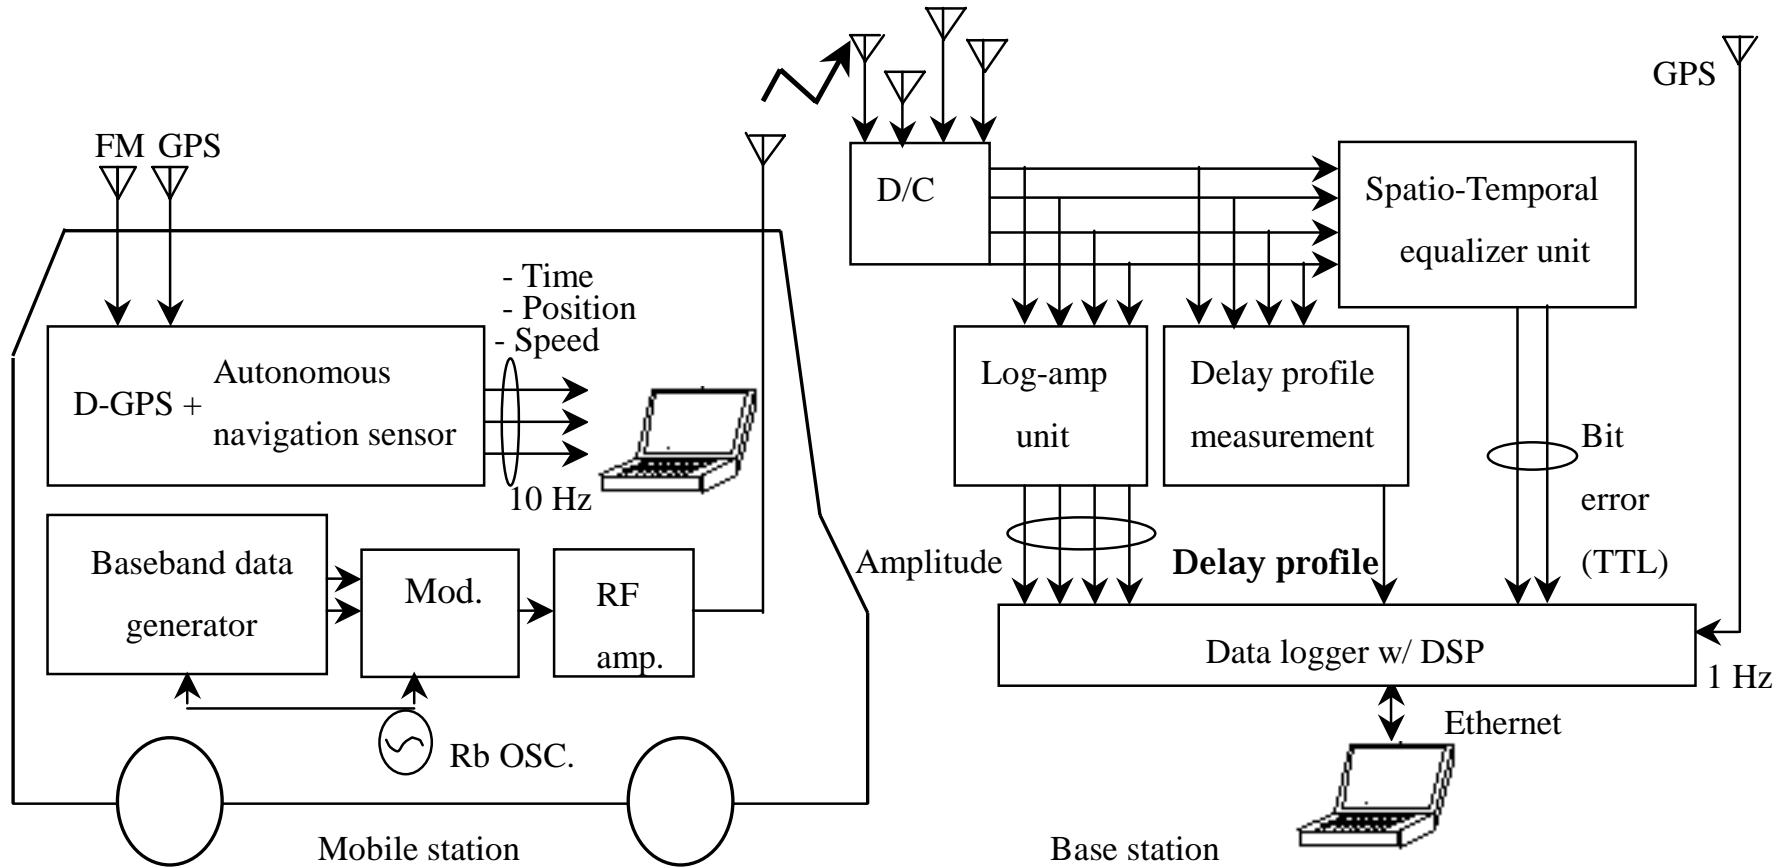 FM GPS
- Time
- Position
- Speed
D-GPS +
Autonomous
navigation sensor
10 Hz
Baseband data
generator
Mod.
RF
amp.
Rb OSC.
Mobile station
D/C
GPS
Spatio-Temporal
equalizer unit
Log-amp
unit
Delay profile
measurement
Bit
error
(TTL)
Amplitude
Delay profile
Data logger w/ DSP
1 Hz
Ethernet
Base station